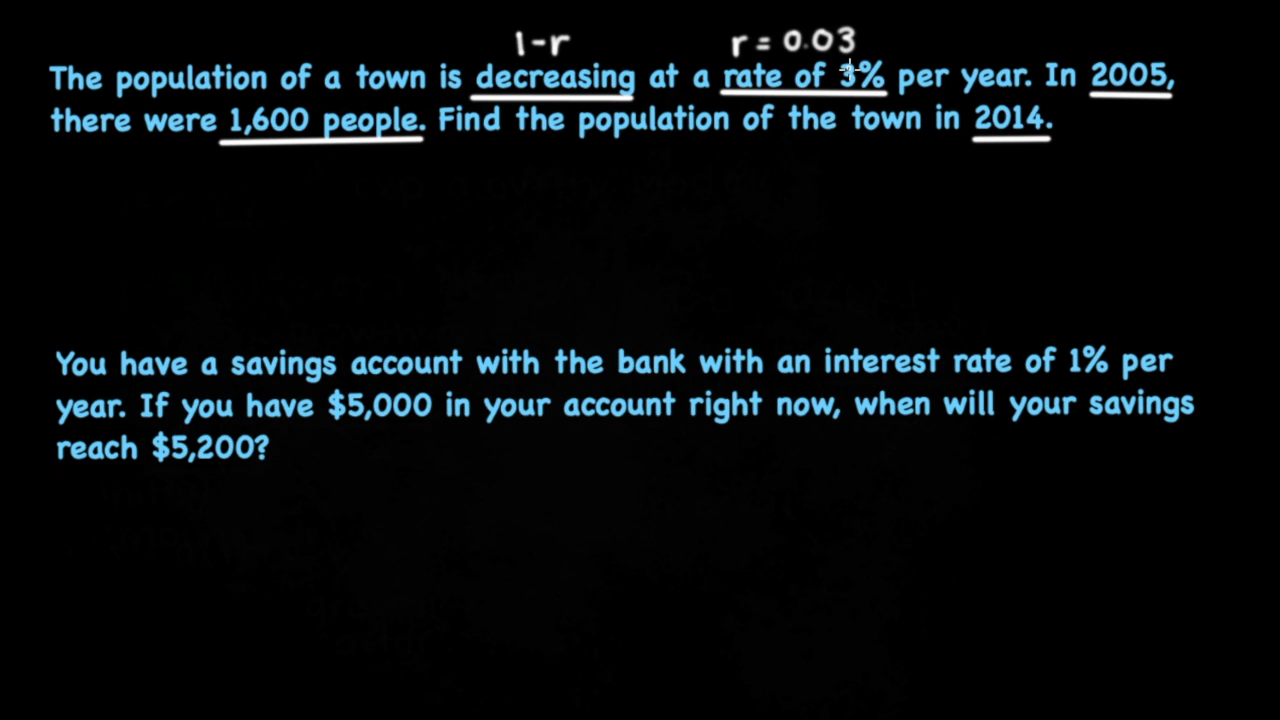 1-r r = 0.03
The population of a town is decreasing at a rate of 3% per year. In 2005,
there were 1,600 people. Find the population of the town in 2014.
You have a savings account with the bank with an interest rate of 1% per
year. If you have $5,000 in your account right now, when will your savings
reach $5,200?